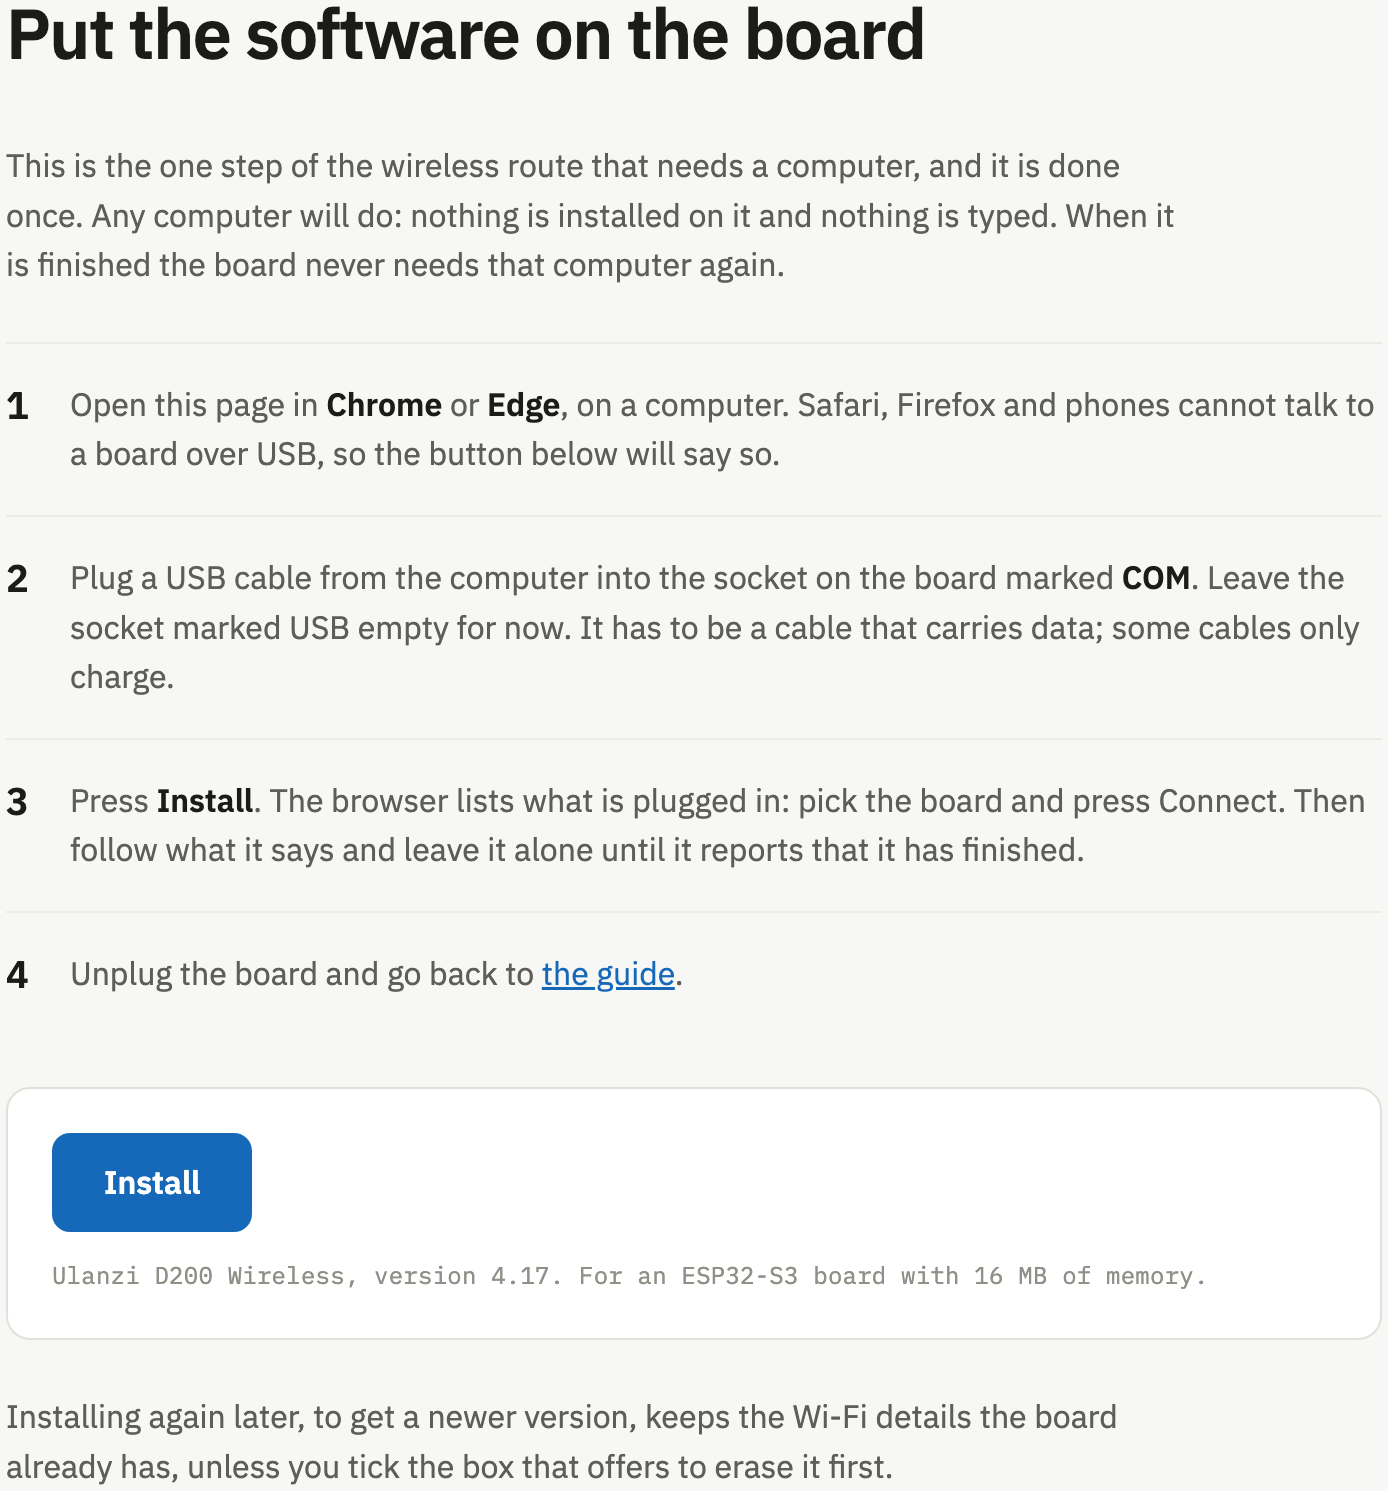 Put the software on the board
This is the one step of the wireless route that needs a computer, and it is done
once. Any computer will do: nothing is installed on it and nothing is typed. When it
is finished the board never needs that computer again.
1 Open this page in Chrome or Edge, on a computer. Safari, Firefox and phones cannot talk to
a board over USB, so the button below will say so.
2 Plug a USB cable from the computer into the socket on the board marked COM. Leave the
socket marked USB empty for now. It has to be a cable that carries data; some cables only
charge.
3 Press Install. The browser lists what is plugged in: pick the board and press Connect. Then
follow what it says and leave it alone until it reports that it has finished.
4 Unplug the board and go back to the guide.
Install
Ulanzi D200 Wireless, version 4.17. For an ESP32-S3 board with 16 MB of memory.
Installing again later, to get a newer version, keeps the Wi-Fi details the board
already has, unless you tick the box that offers to erase it first.